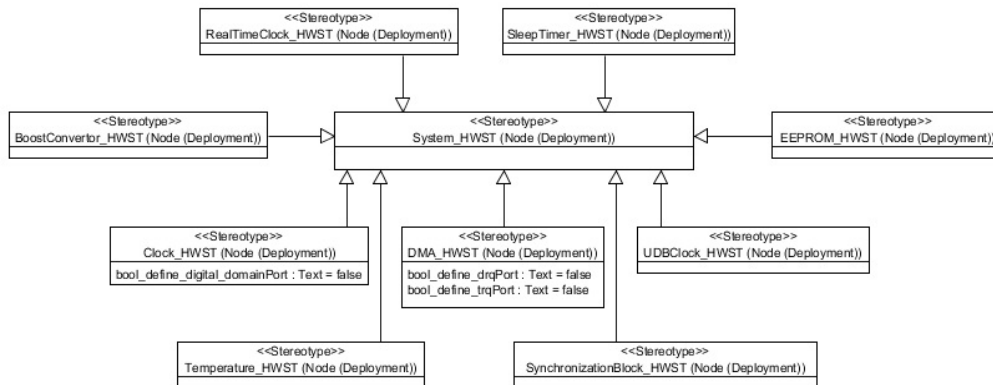 <<Stereotype>>
RealTimeClock_HWST (Node (Deployment))
<<Stereotype>>
SleepTimer_HWST (Node (Deployment))
<<Stereotype>>
BoostConvertor_HWST (Node (Deployment))
<<Stereotype>>
System_HWST (Node (Deployment))
<<Stereotype>>
EEPROM_HWST (Node (Deployment))
<<Stereotype>>
Clock_HWST (Node (Deployment))
bool_define_digital_domainPort : Text = false
<<Stereotype>>
DMA_HWST (Node (Deployment))
bool_define_drqPort : Text = false
bool_define_trqPort : Text = false
<<Stereotype>>
UDBClock_HWST (Node (Deployment))
<<Stereotype>>
Temperature_HWST (Node (Deployment))
<<Stereotype>>
SynchronizationBlock_HWST (Node (Deployment))